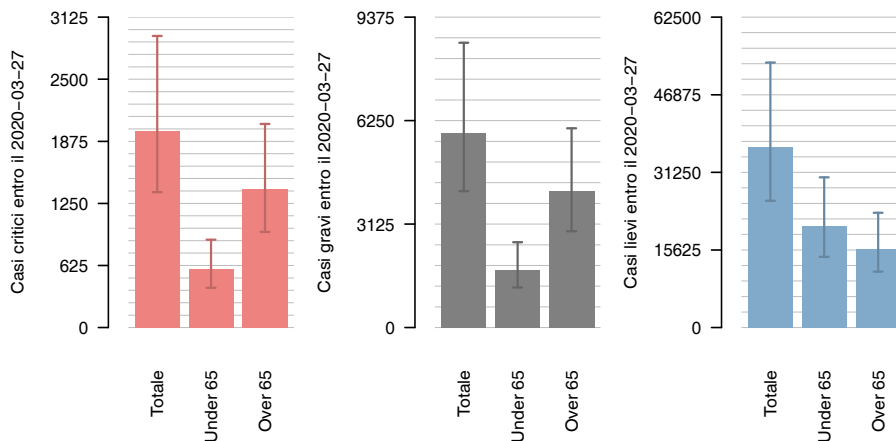 Casi critici entro il 2020−03−27
3125
2500
1875
1250
625
0
Totale
Under 65
Over 65
Casi gravi entro il 2020−03−27
9375
6250
3125
0
Totale
Under 65
Over 65
Casi lievi entro il 2020−03−27
62500
46875
31250
15625
0
Totale
Under 65
Over 65